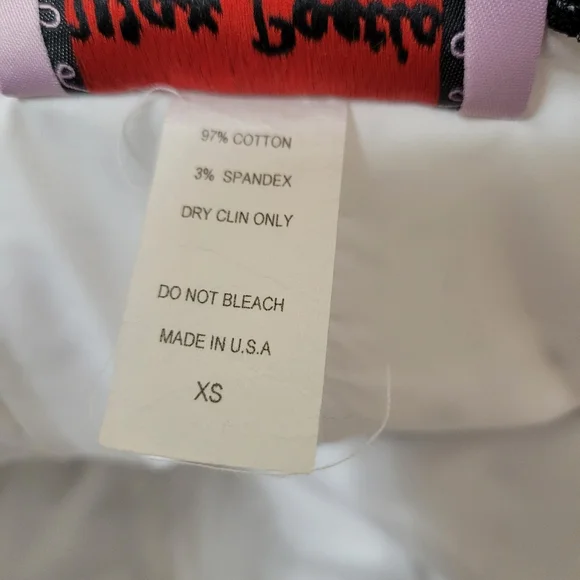 97% COTTON
3% SPANDEX
DRY CLIN ONLY
DO NOT BLEACH
MADE IN U.S.A
XS